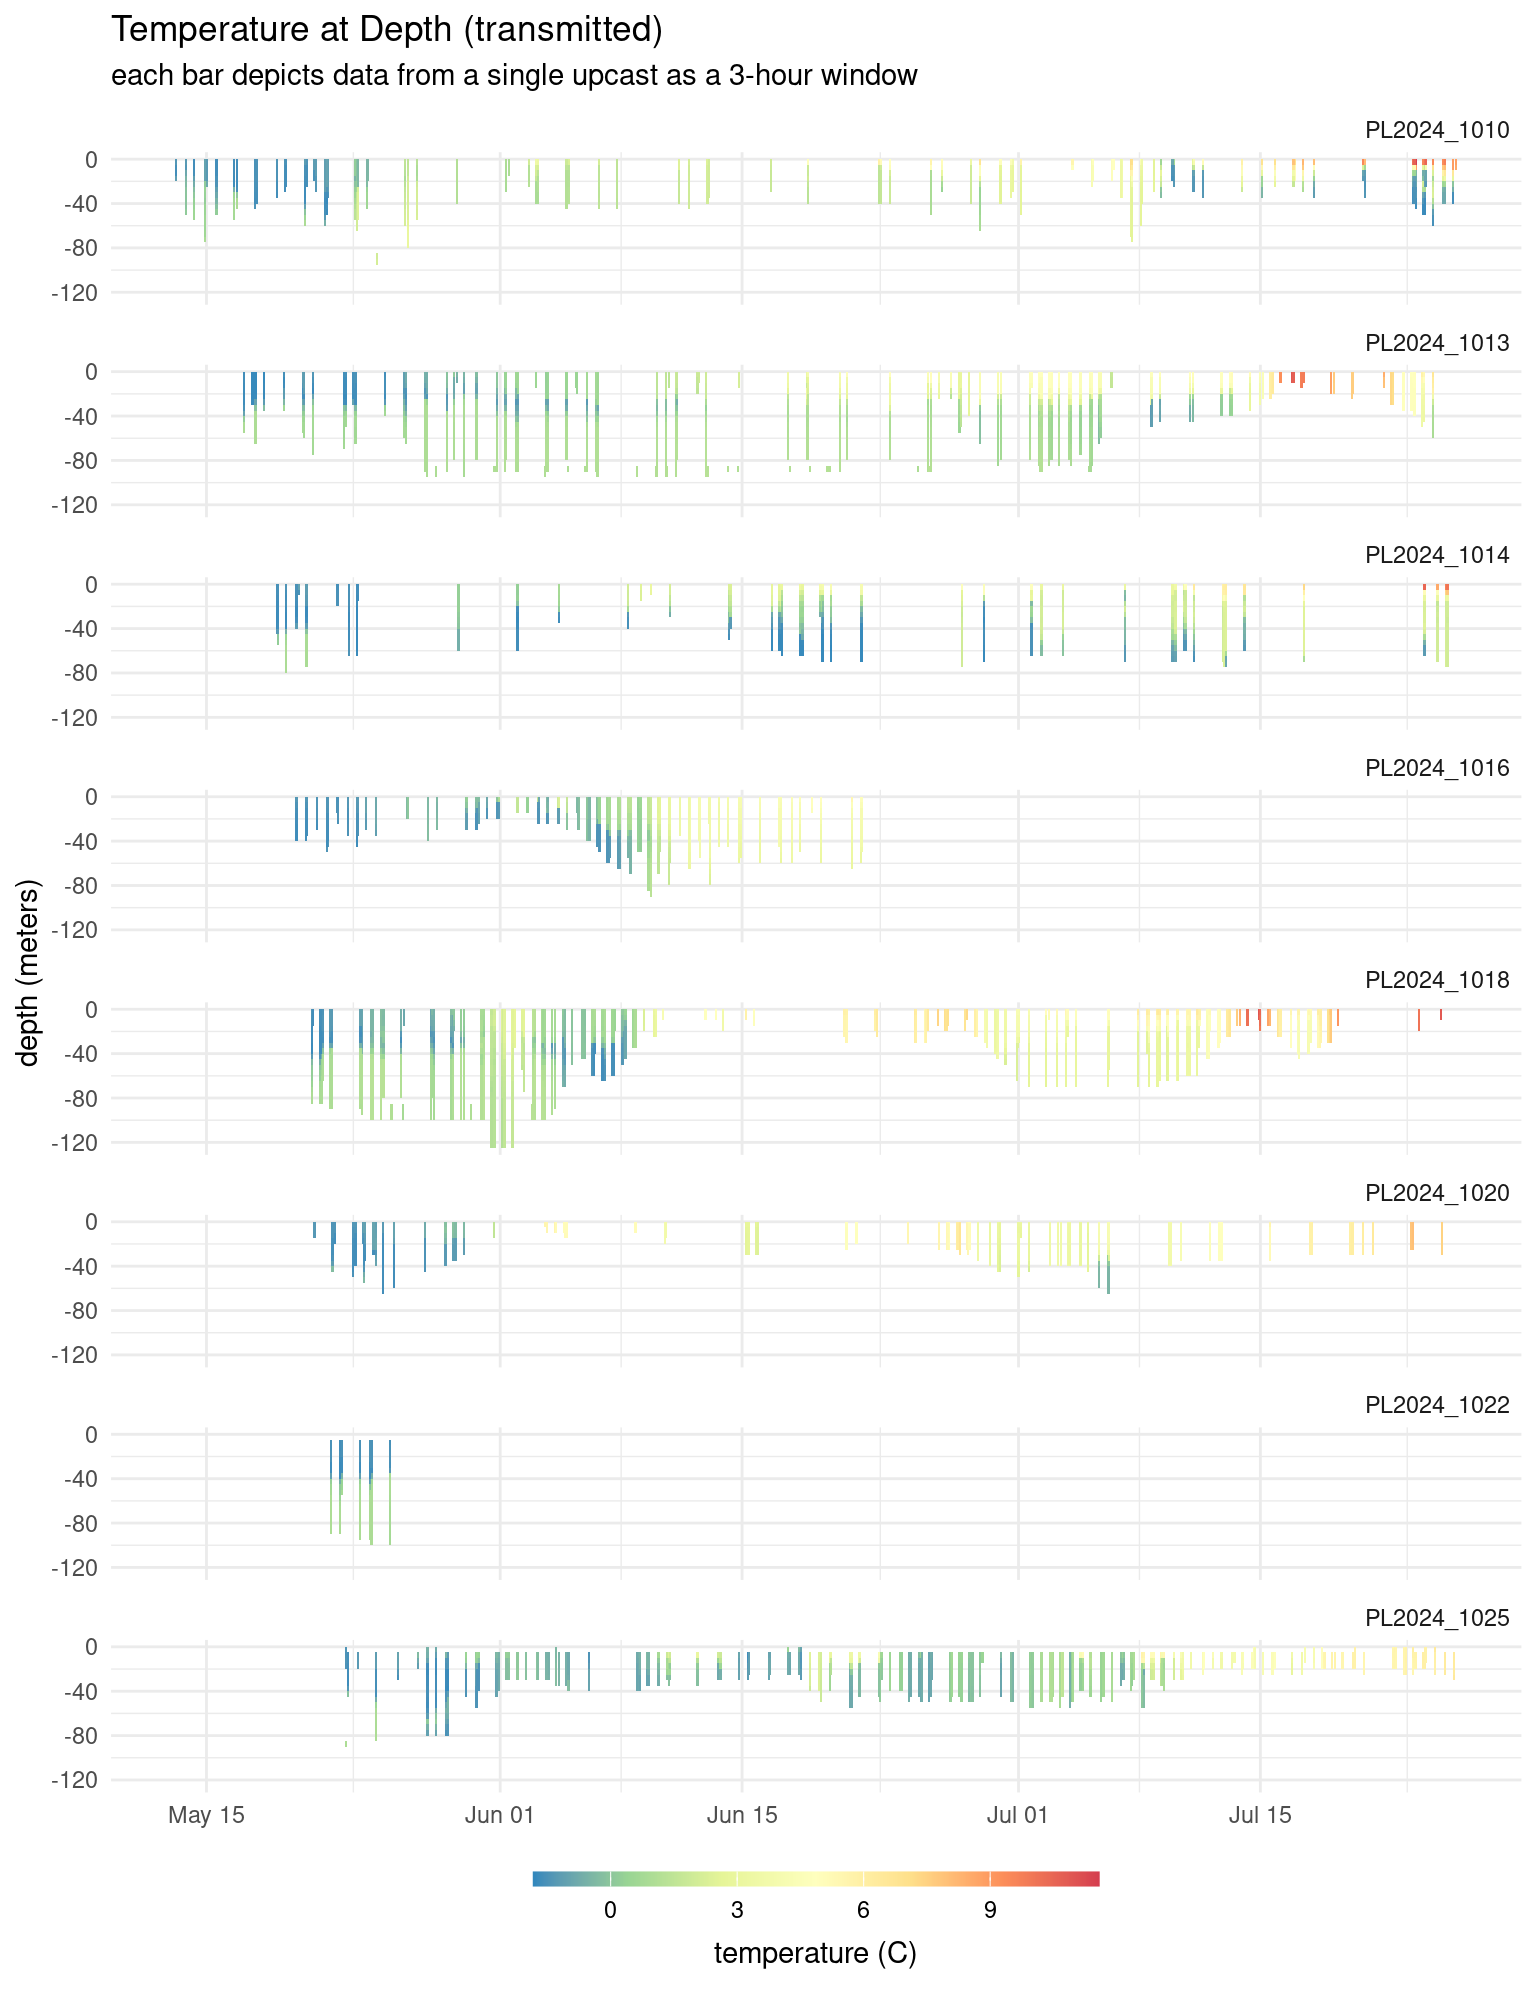 Temperature at Depth (transmitted)
each bar depicts data from a single upcast as a 3-hour window
PL2024_1010
0
-40
-80
-120
PL2024_1013
0
-40
-80
-120
PL2024_1014
0
-40
-80
-120
PL2024_1016
0
-40
-80
-120
depth (meters)
PL2024_1018
0
-40
-80
-120
PL2024_1020
0
-40
-80
-120
PL2024_1022
0
-40
-80
-120
PL2024_1025
0
-40
-80
-120
May 15 Jun 01 Jun 15 Jul 01 Jul 15
0 3 6 9
temperature (C)